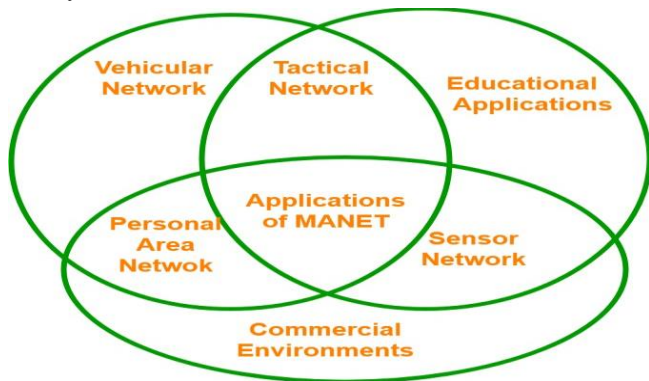 Vehicular
Network
Tactical
Network
Educational
Applications
Applications
of MANET
Personal
Area
Netwok
Sensor
Network
Commercial
Environments